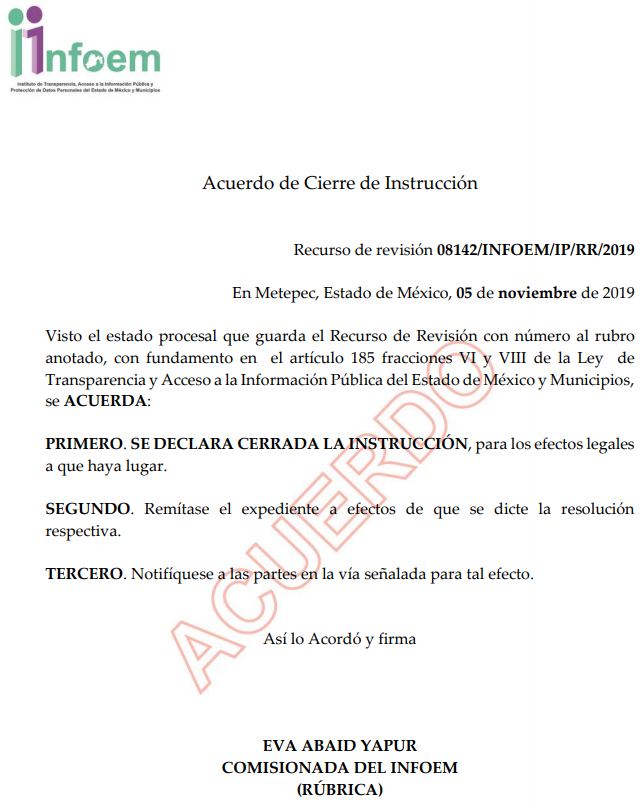 infoem
Instituto de Transparencia, Acceso a la Información Pública y
Protección de Datos Personales del Estado de México y Municipios
Acuerdo de Cierre de Instrucción
Recurso de revisión 08142/INFOEM/IP/RR/2019
En Metepec, Estado de México, 05 de noviembre de 2019
Visto el estado procesal que guarda el Recurso de Revisión con número al rubro
anotado, con fundamento en el artículo 185 fracciones VI y VIII de la Ley de
Transparencia y Acceso a la Información Pública del Estado de México y Municipios,
se ACUERDA:
PRIMERO. SE DECLARA CERRADA LA INSTRUCCIÓN, para los efectos legales
a que haya lugar.
SEGUNDO. Remítase el expediente a efectos de que se dicte la resolución
respectiva.
TERCERO. Notifíquese a las partes en la vía señalada para tal efecto.
ACUERDO
Así lo Acordó y firma
EVA ABAID YAPUR
COMISIONADA DEL INFOEM
(RÚBRICA)